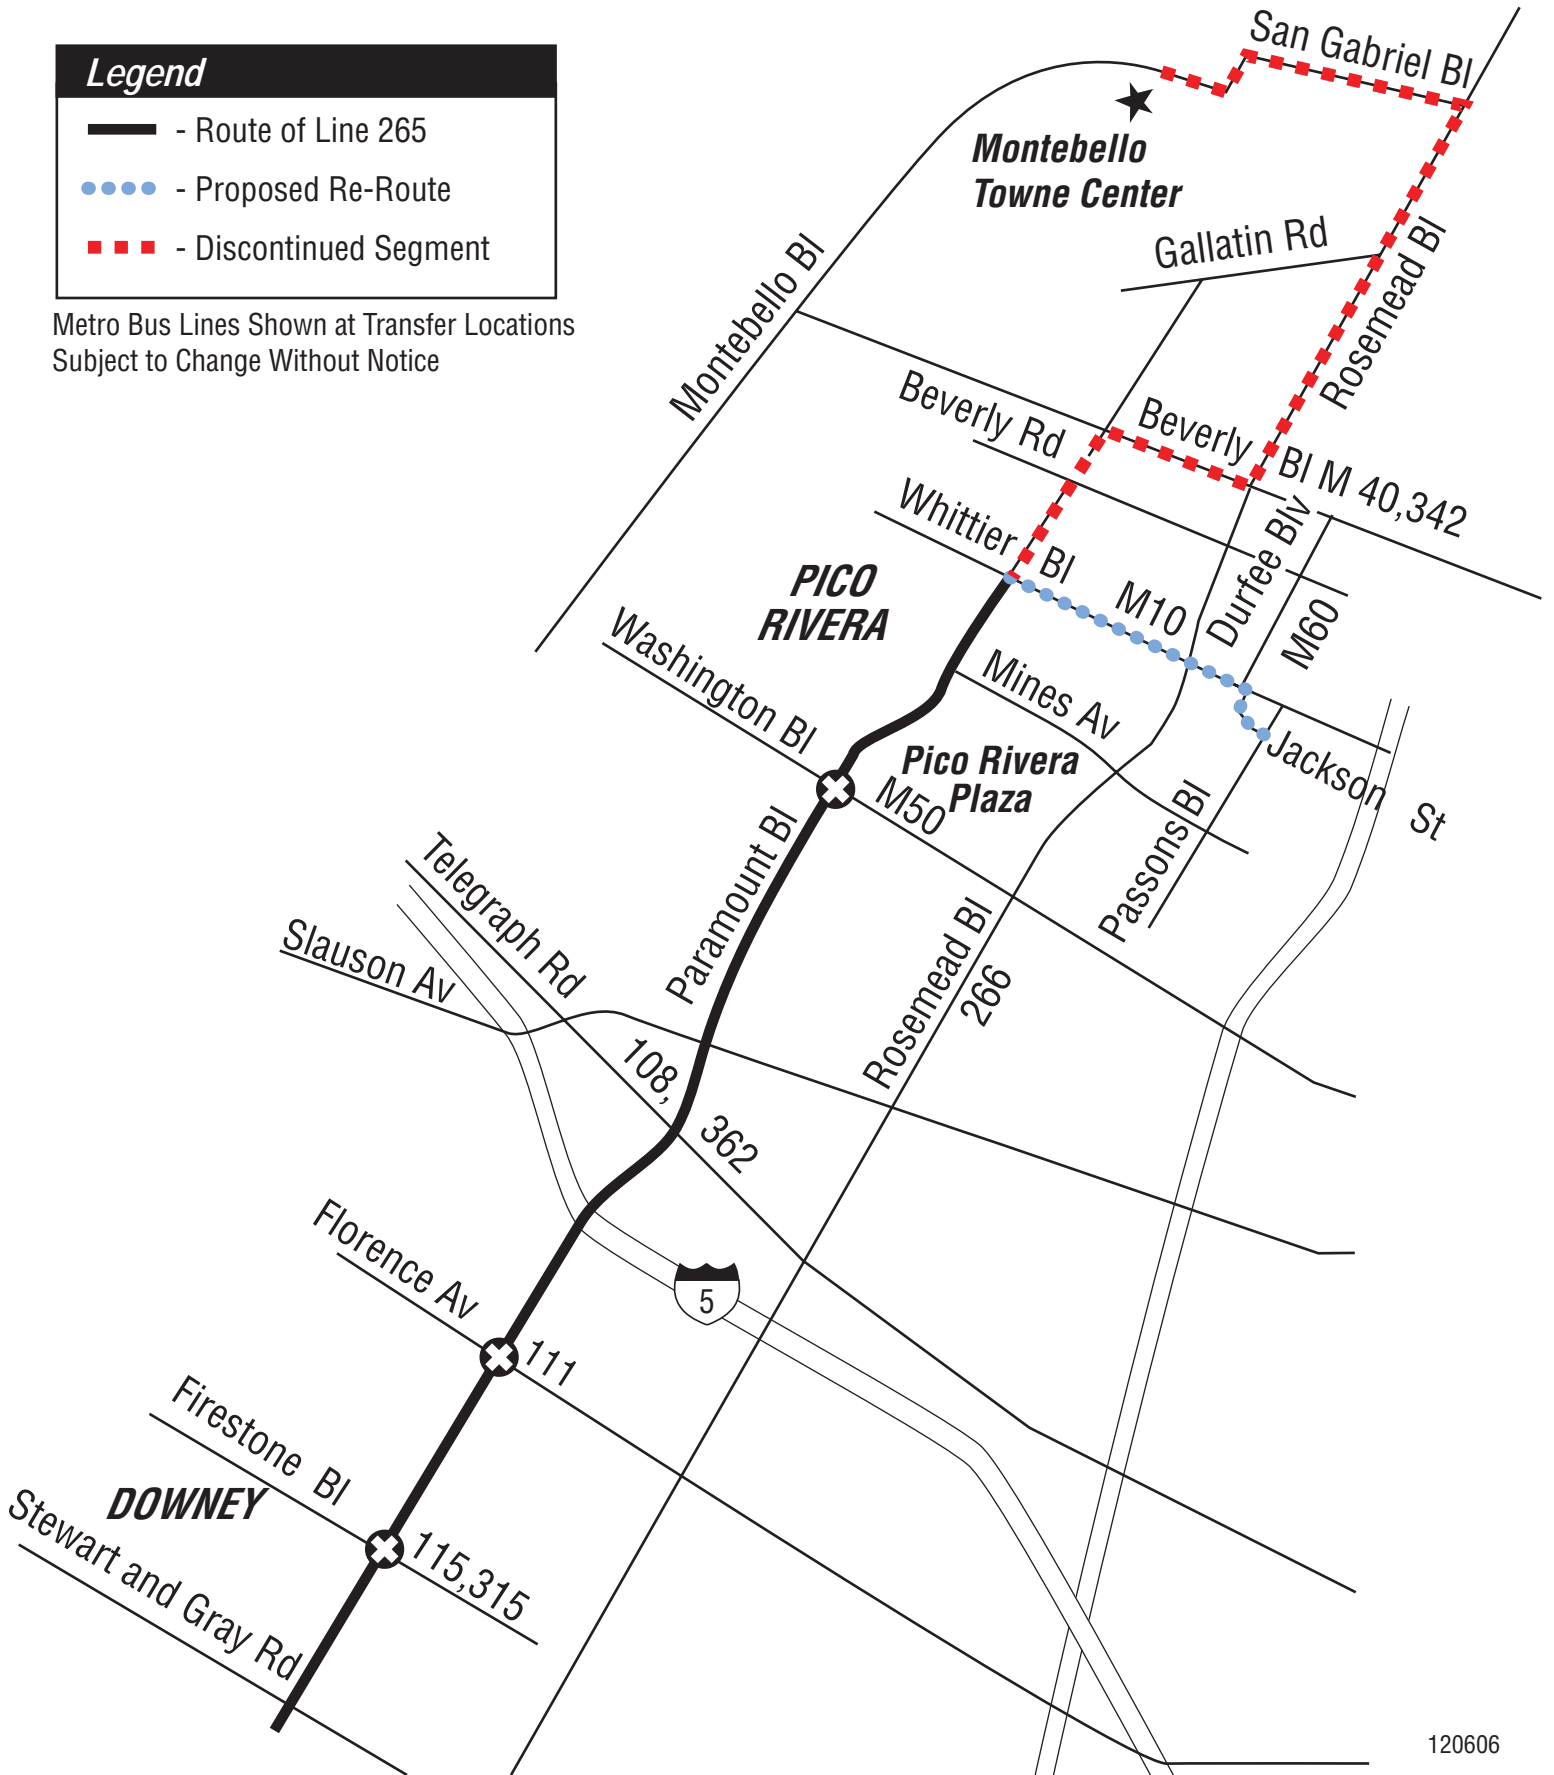 Legend
- Route of Line 265
- Proposed Re-Route
- Discontinued Segment
Metro Bus Lines Shown at Transfer Locations
Subject to Change Without Notice
San Gabriel Bl
Montebello
Towne Center
Gallatin Rd
Rosemead Bl
Montebello Bl
Beverly Rd
Beverly Bl M 40,342
Whittier Bl
M10
Durfee Blv
M60
PICO
RIVERA
Washington Bl
Mines Av
Pico Rivera
Plaza
M50
Jackson St
Passons Bl
Paramount Bl
Telegraph Rd
Slauson Av
Rosemead Bl
266
108,
362
Florence Av
5
111
Firestone Bl
DOWNEY
115,315
Stewart and Gray Rd
120606